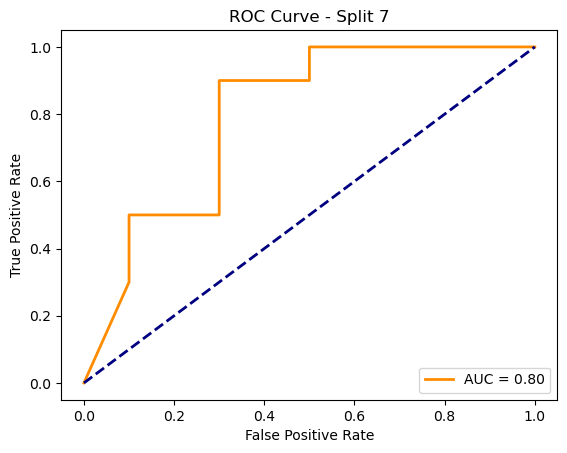 ROC Curve - Split 7
True Positive Rate
1.0
0.8
0.6
0.4
0.2
0.0
AUC = 0.80
0.0 0.2 0.4 0.6 0.8 1.0
False Positive Rate